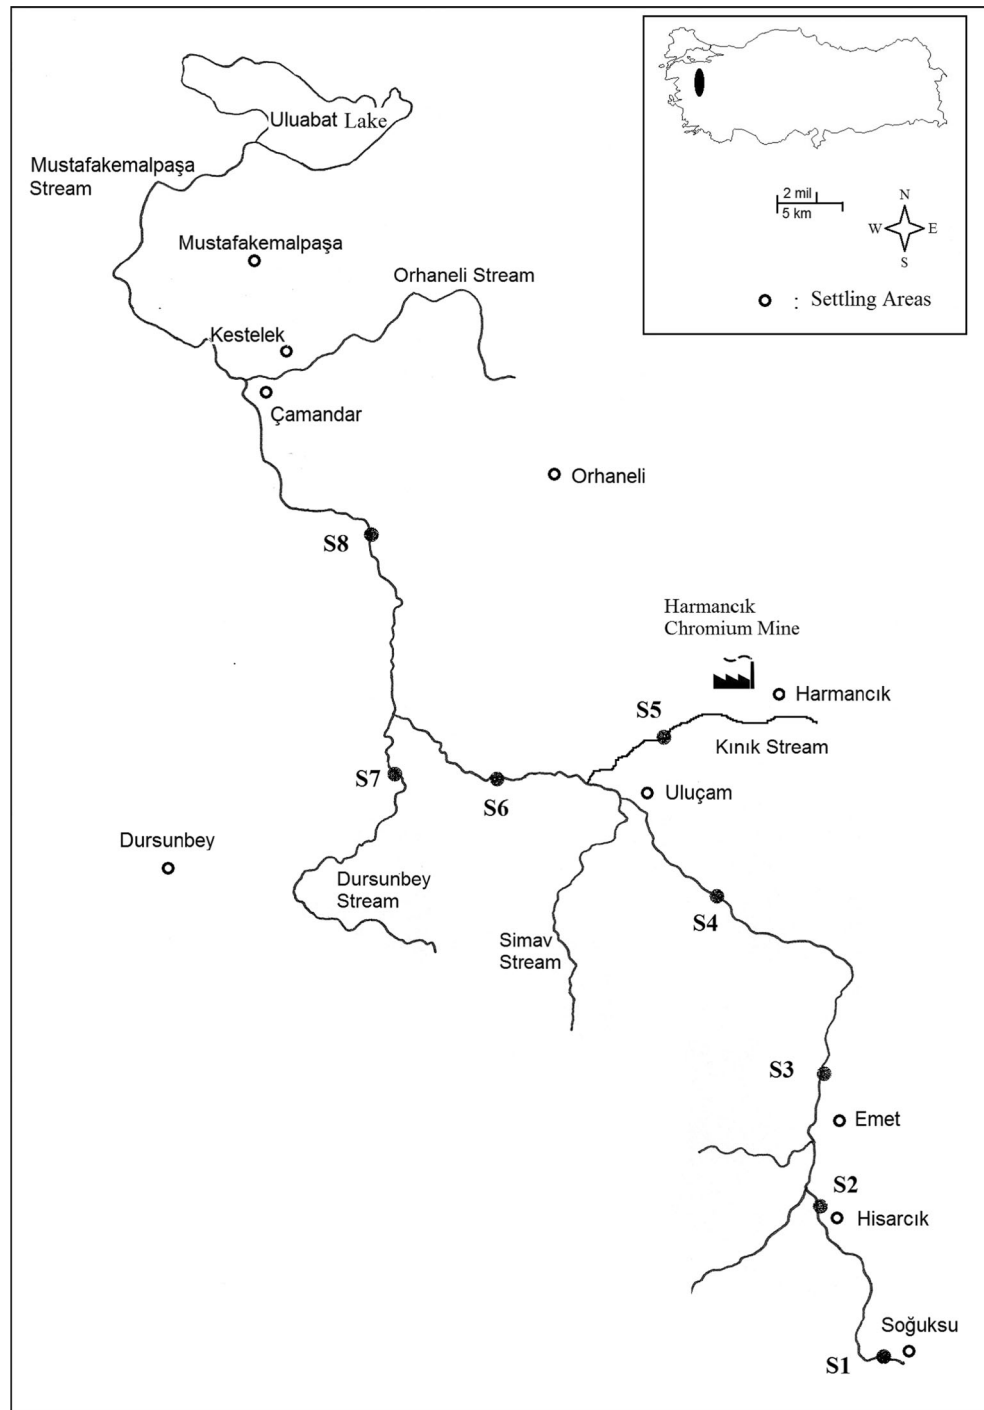 Uluabat Lake
Mustafakemalpaşa
Stream
Mustafakemalpaşa
Orhaneli Stream
Kestelek
Çamandar
2 mil
5 km
N
W
E
S
: Settling Areas
Orhaneli
S8
Harmancık
Chromium Mine
Harmancık
S5
Kınık Stream
S7
S6
Uluçam
Dursunbey
Dursunbey
Stream
S4
Simav
Stream
S3
Emet
S2
Hisarcık
Soğuksu
S1